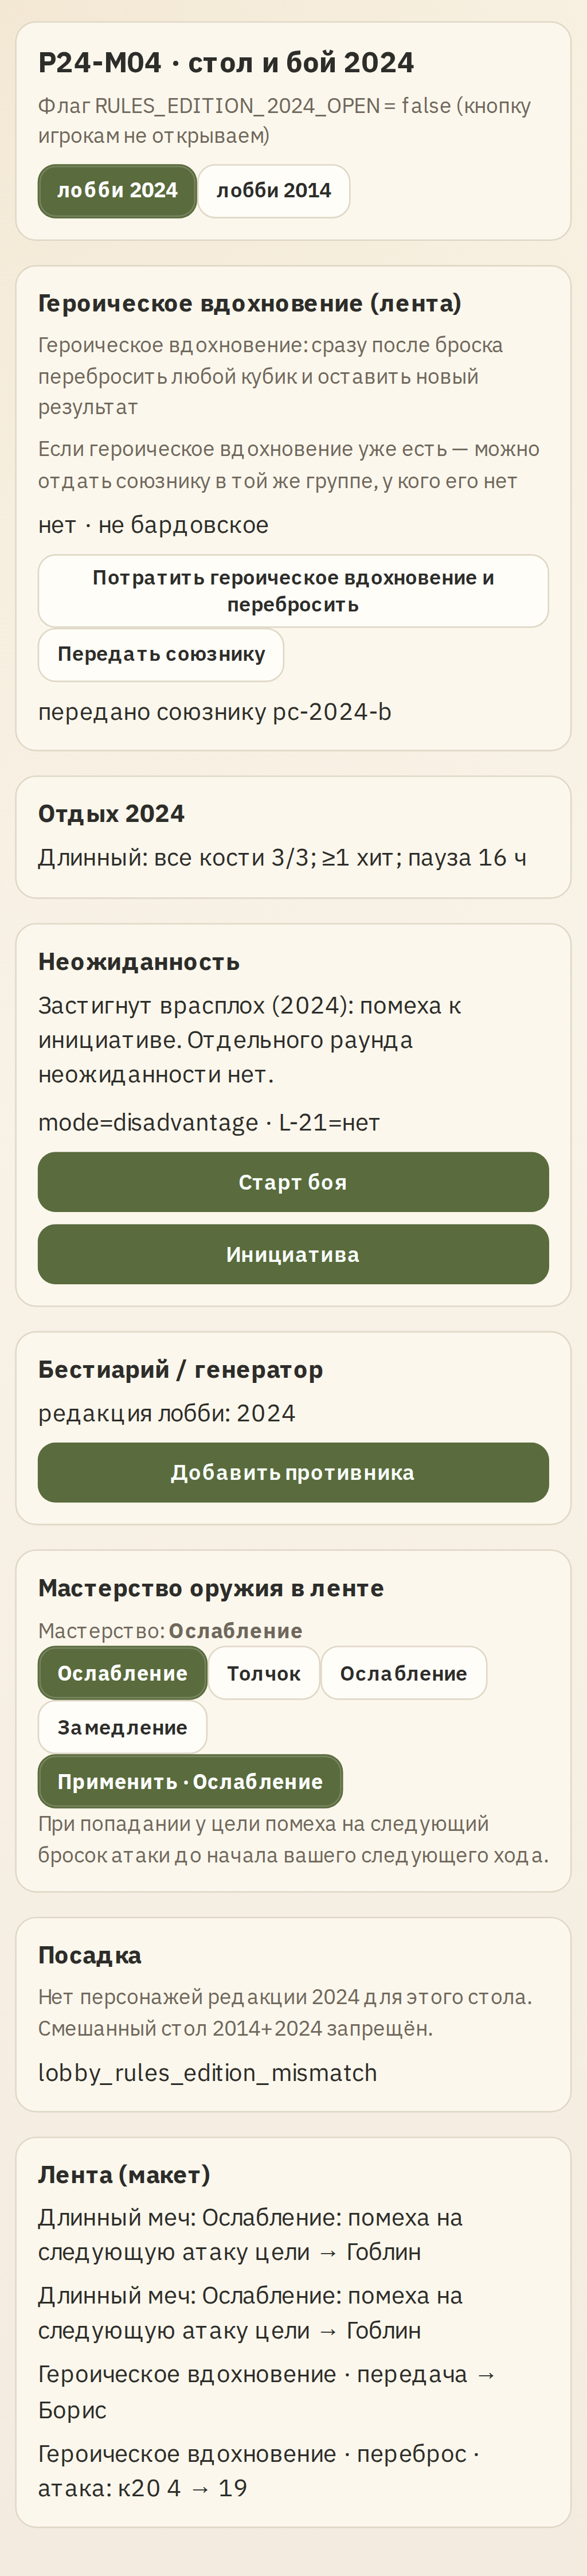 P24-M04 · стол и бой 2024
Флаг RULES_EDITION_2024_OPEN = false (кнопку
игрокам не открываем)
лобби 2024 лобби 2014
Героическое вдохновение (лента)
Героическое вдохновение: сразу после броска
перебросить любой кубик и оставить новый
результат
Если героическое вдохновение уже есть — можно
отдать союзнику в той же группе, у кого его нет
нет · не бардовское
Потратить героическое вдохновение и
перебросить
Передать союзнику
передано союзнику pc-2024-b
Отдых 2024
Длинный: все кости 3/3; ≥1 хит; пауза 16 ч
Неожиданность
Застигнут врасплох (2024): помеха к
инициативе. Отдельного раунда
неожиданности нет.
mode=disadvantage · L-21=нет
Старт боя
Инициатива
Бестиарий / генератор
редакция лобби: 2024
Добавить противника
Мастерство оружия в ленте
Мастерство: Ослабление
Ослабление Толчок Ослабление
Замедление
Применить · Ослабление
При попадании у цели помеха на следующий
бросок атаки до начала вашего следующего хода.
Посадка
Нет персонажей редакции 2024 для этого стола.
Смешанный стол 2014+2024 запрещён.
lobby_rules_edition_mismatch
Лента (макет)
Длинный меч: Ослабление: помеха на
следующую атаку цели → Гоблин
Длинный меч: Ослабление: помеха на
следующую атаку цели → Гоблин
Героическое вдохновение · передача →
Борис
Героическое вдохновение · переброс ·
атака: к20 4 → 19